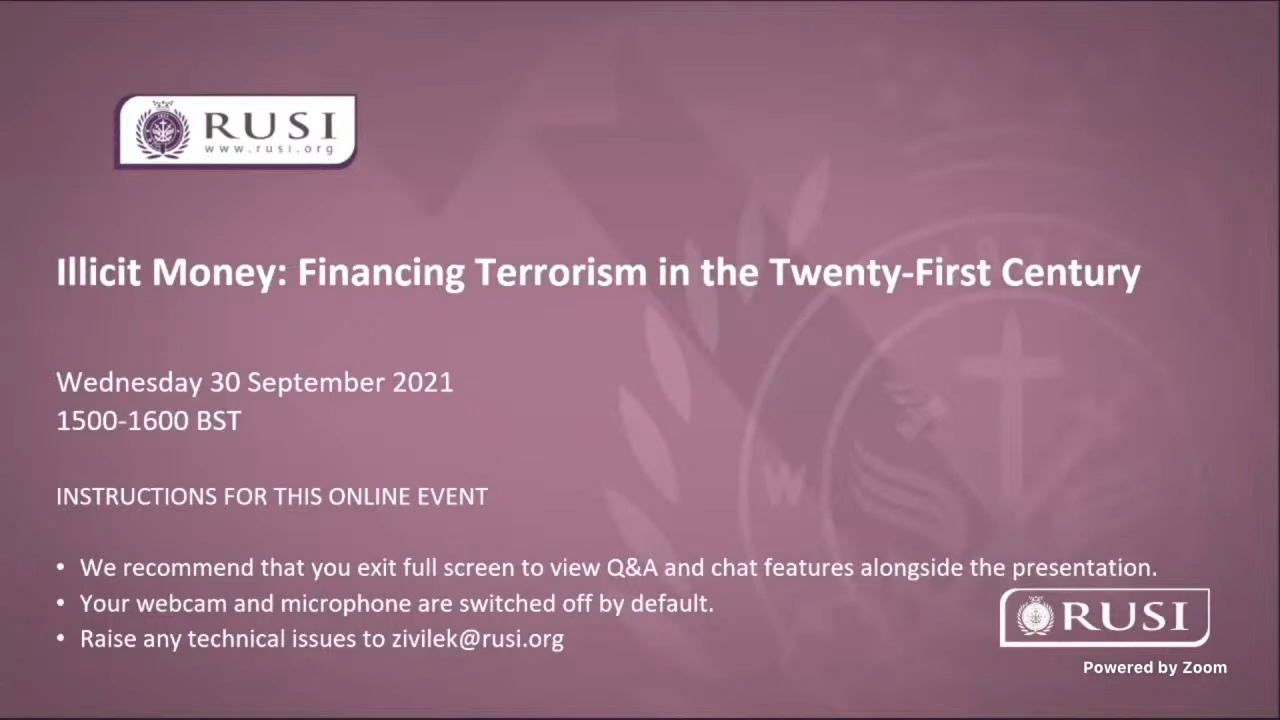 RUSI
www.rusi.org
Illicit Money: Financing Terrorism in the Twenty-First Century
Wednesday 30 September 2021
1500-1600 BST
INSTRUCTIONS FOR THIS ONLINE EVENT
• We recommend that you exit full screen to view Q&A and chat features alongside the presentation.
• Your webcam and microphone are switched off by default.
• Raise any technical issues to zivilek@rusi.org
RUSI
Powered by Zoom